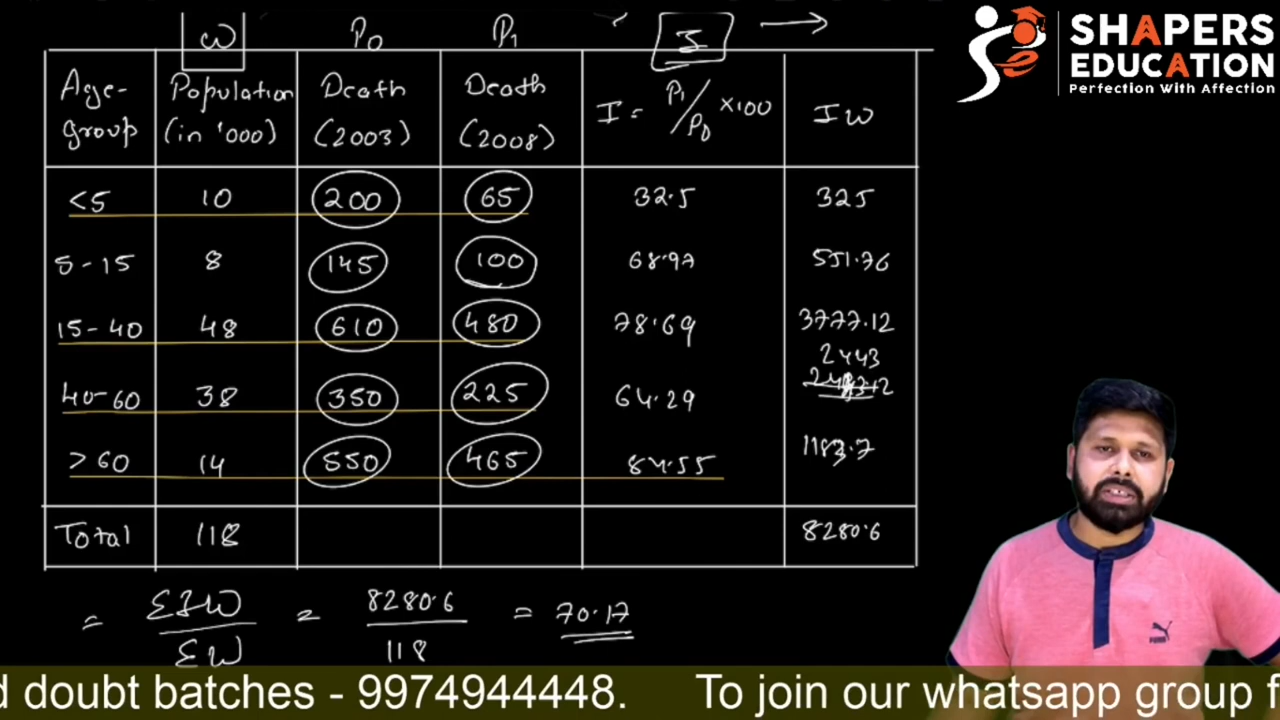 W P₀ P₁ I →
Age-group Population (in '000) Death (2003) Death (2008) I = P₁/P₀ ×100 IW
<5 10 200 65 32.5 325
5-15 8 145 100 68.97 551.76
15-40 48 610 480 78.69 3777.12
40-60 38 350 225 64.29 2443
>60 14 550 465 84.55 1183.7
Total 118 8280.6
= ΣIW / ΣW = 8280.6 / 118 = 70.17
SHAPERS
EDUCATION
Perfection With Affection
d doubt batches - 9974944448. To join our whatsapp group f